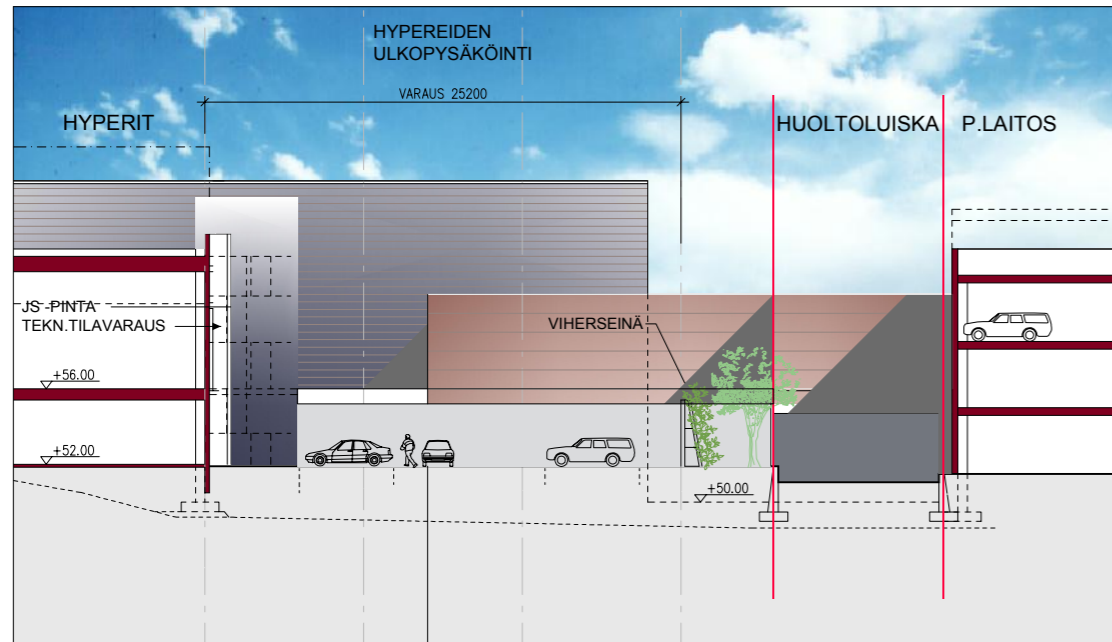 HYPEREIDEN
ULKOPYSÄKÖINTI
VARAUS 25200
HYPERIT
HUOLTOLUISKA
P.LAITOS
JS -PINTA
TEKN.TILAVARAUS
VIHERSEINÄ
+56.00
+52.00
+50.00